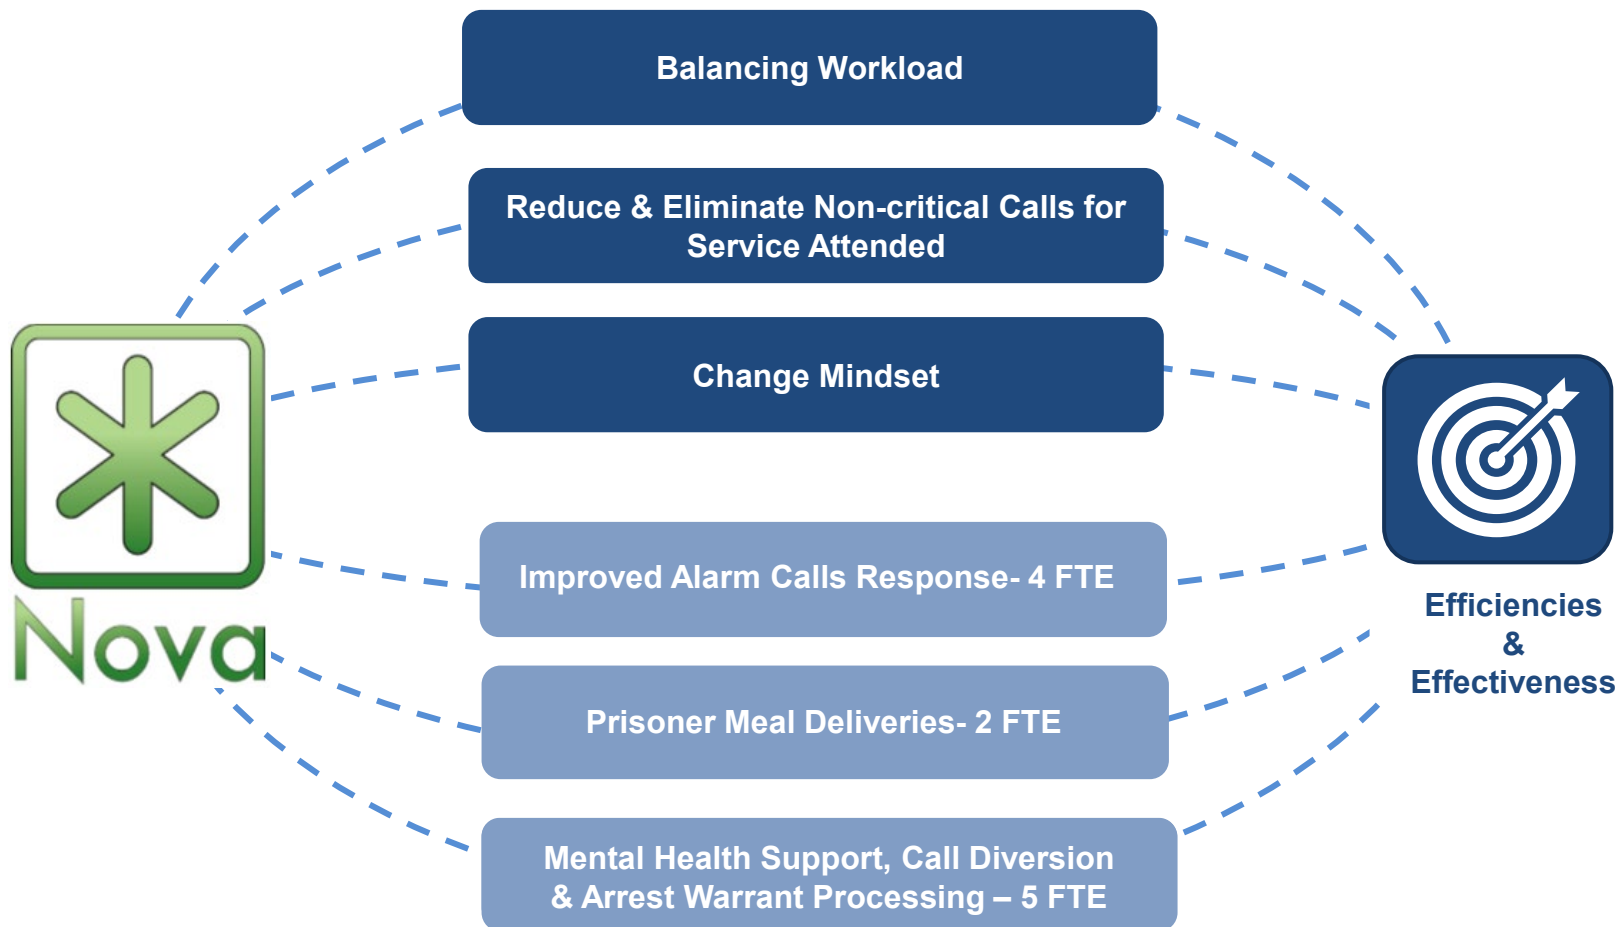 Balancing Workload
Reduce & Eliminate Non-critical Calls for
Service Attended
Change Mindset
Nova
Improved Alarm Calls Response- 4 FTE
Efficiencies
&
Effectiveness
Prisoner Meal Deliveries- 2 FTE
Mental Health Support, Call Diversion
& Arrest Warrant Processing – 5 FTE